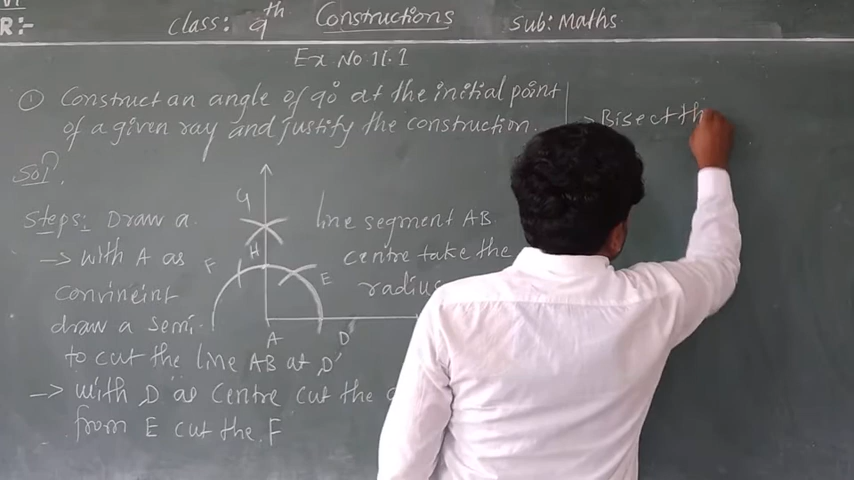 R:-
class: 9th Constructions Sub: Maths
Ex No 11.1
① Construct an angle of 90° at the initial point
of a given ray and justify the construction.
Sol?
Steps: Draw a line segment AB
-> with A as centre take the
convineint radius
draw a semi
to cut the line AB at D'
-> with D as centre cut the
from E cut the F
-> Bisect th
G
H
F
E
A
D